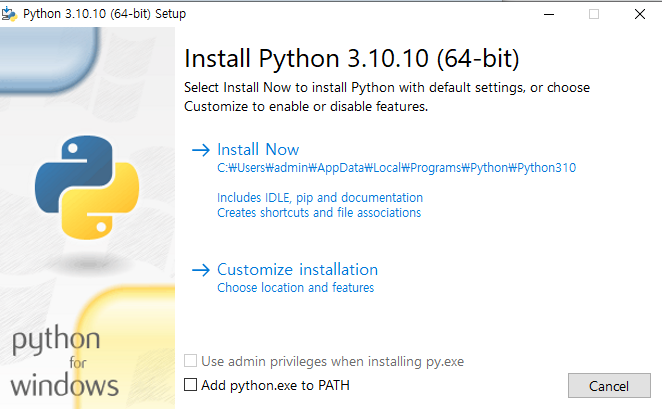 Python 3.10.10 (64-bit) Setup
Install Python 3.10.10 (64-bit)
Select Install Now to install Python with default settings, or choose
Customize to enable or disable features.
Install Now
C:₩Users₩admin₩AppData₩Local₩Programs₩Python₩Python310
Includes IDLE, pip and documentation
Creates shortcuts and file associations
Customize installation
Choose location and features
python
for
windows
Use admin privileges when installing py.exe
Add python.exe to PATH
Cancel